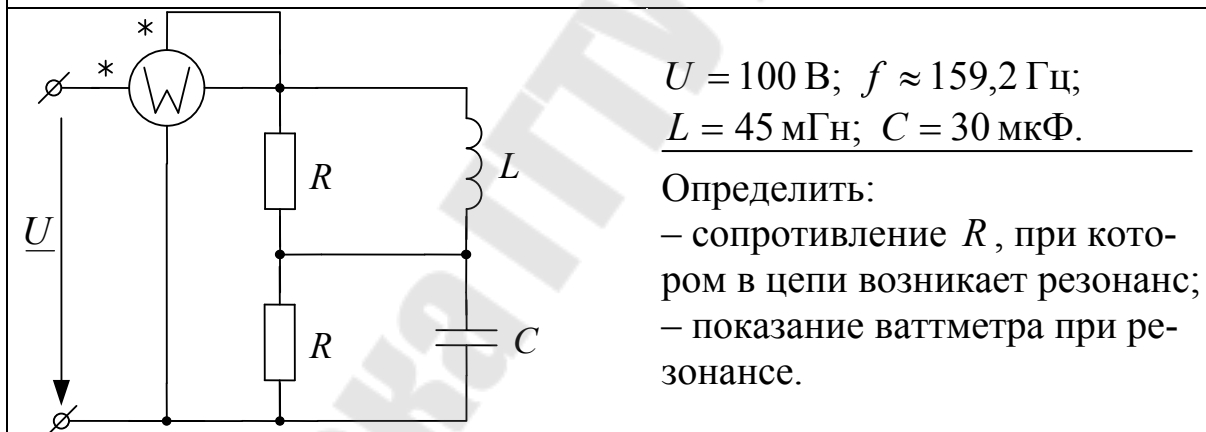 *
*
W
U
R
L
R
C
U = 100 В; f ≈ 159,2 Гц;
L = 45 мГн; C = 30 мкФ.
Определить:
– сопротивление R , при кото-
ром в цепи возникает резонанс;
– показание ваттметра при ре-
зонансе.